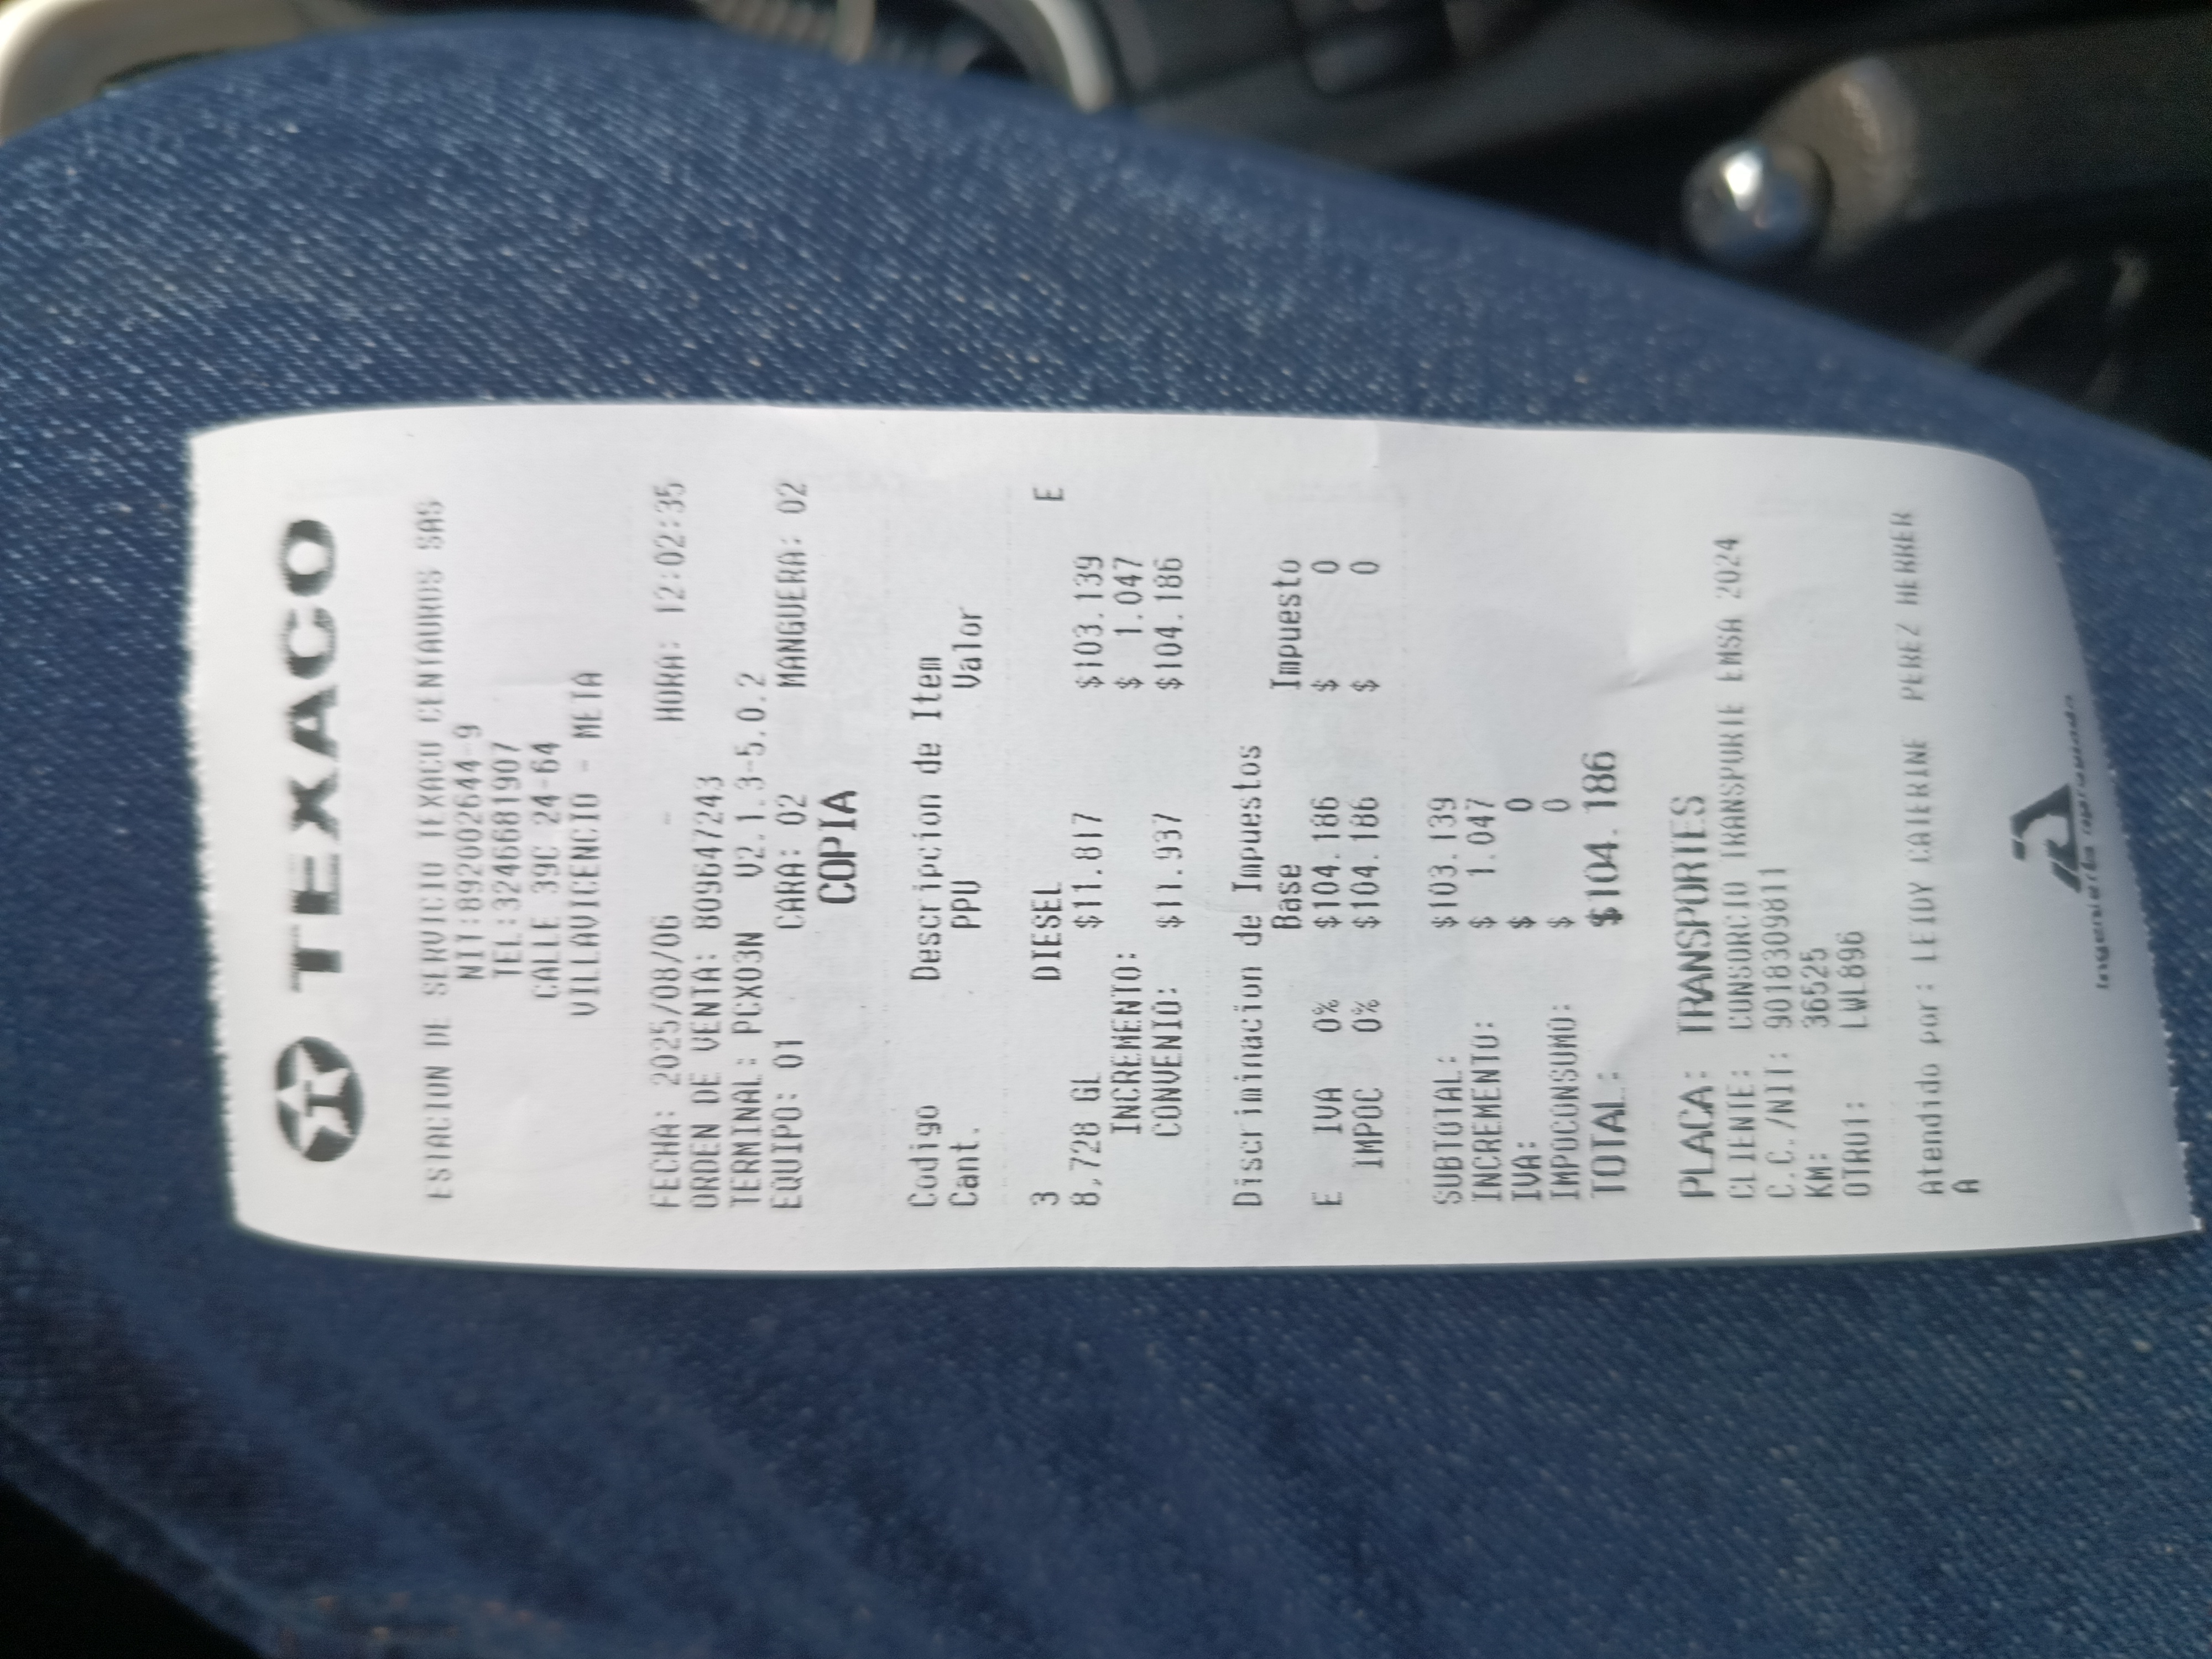 TEXACO
ESTACION DE SERVICIO TEXACO CENTAUROS SAS
NIT:892002644-9
TEL:3246681907
CALLE 39C 24-64
VILLAVICENCIO - META
FECHA: 2025/08/06 - HORA: 12:02:35
ORDEN DE VENTA: 809647243
TERMINAL: PCX03N V2.1.3-5.0.2
EQUIPO: 01 CARA: 02 MANGUERA: 02
COPIA
Codigo Descripcion de Item
Cant. PPU Valor
3 DIESEL E
8,728 GL $11.817 $103.139
INCREMENTO: $ 1.047
CONVENIO: $11.937 $104.186
Discriminacion de Impuestos
Base Impuesto
E IVA 0% $104.186 $ 0
IMPOC 0% $104.186 $ 0
SUBTOTAL: $103.139
INCREMENTO: $ 1.047
IVA: $ 0
IMPOCONSUMO: $ 0
TOTAL: $104.186
PLACA: TRANSPORTES
CLIENTE: CONSORCIO TRANSPORTE EMSA 2024
C.C./NIT: 9018309811
KM: 36525
OTRO1: LWL896
Atendido por: LEIDY CATERINE PEREZ HERRER
A